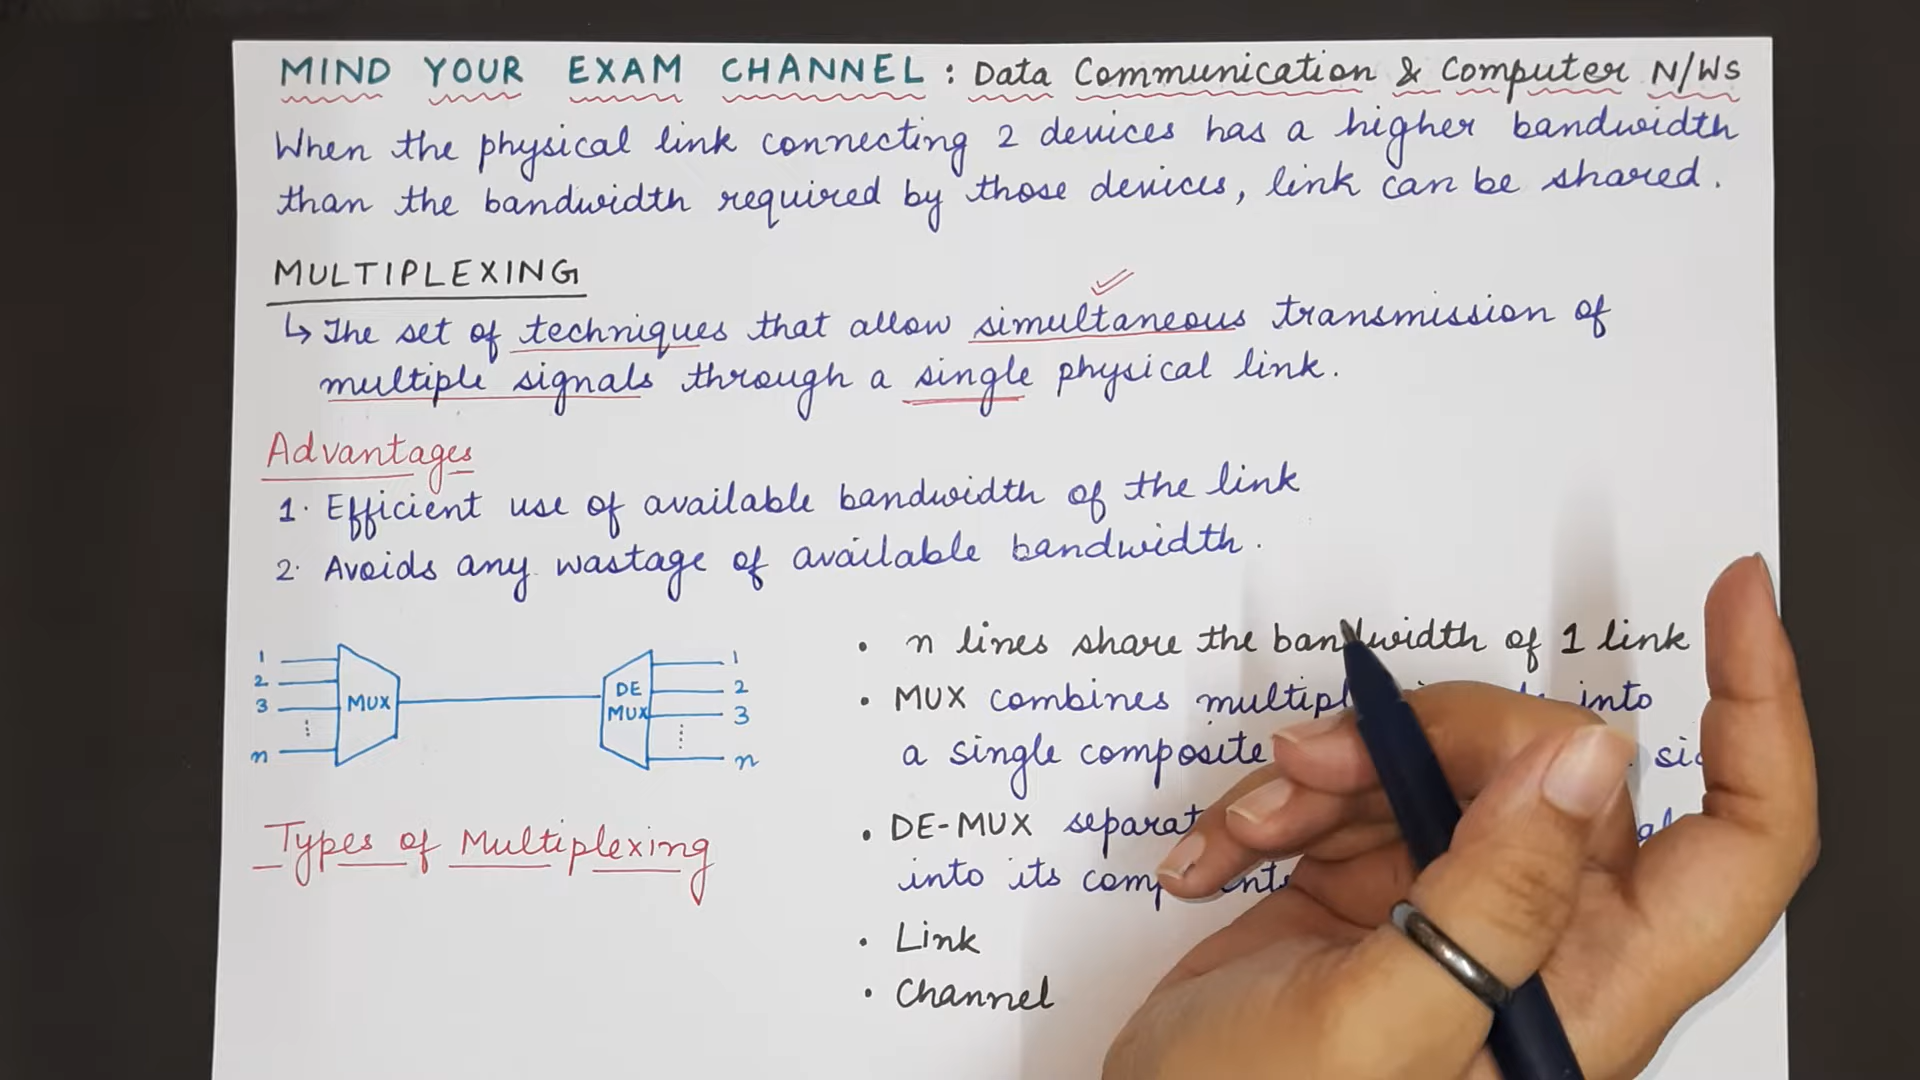 MIND YOUR EXAM CHANNEL : Data Communication & Computer N/Ws
When the physical link connecting 2 devices has a higher bandwidth
than the bandwidth required by those devices, link can be shared.
MULTIPLEXING
↳ The set of techniques that allow simultaneous transmission of
multiple signals through a single physical link.
Advantages
1. Efficient use of available bandwidth of the link
2. Avoids any wastage of available bandwidth.
1
2
3
n
MUX
DE
MUX
1
2
3
n
• n lines share the bandwidth of 1 link
• MUX combines into
a single composite
• DE-MUX
into its
• Link
• Channel
Types of Multiplexing